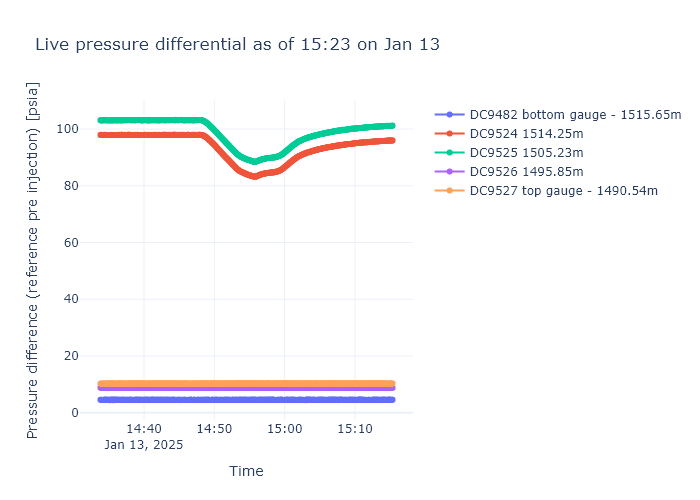 Live pressure differential as of 15:23 on Jan 13
Pressure difference (reference pre injection) [psia]
100
80
60
40
20
0
14:40
Jan 13, 2025
14:50
15:00
15:10
Time
DC9482 bottom gauge - 1515.65m
DC9524 1514.25m
DC9525 1505.23m
DC9526 1495.85m
DC9527 top gauge - 1490.54m